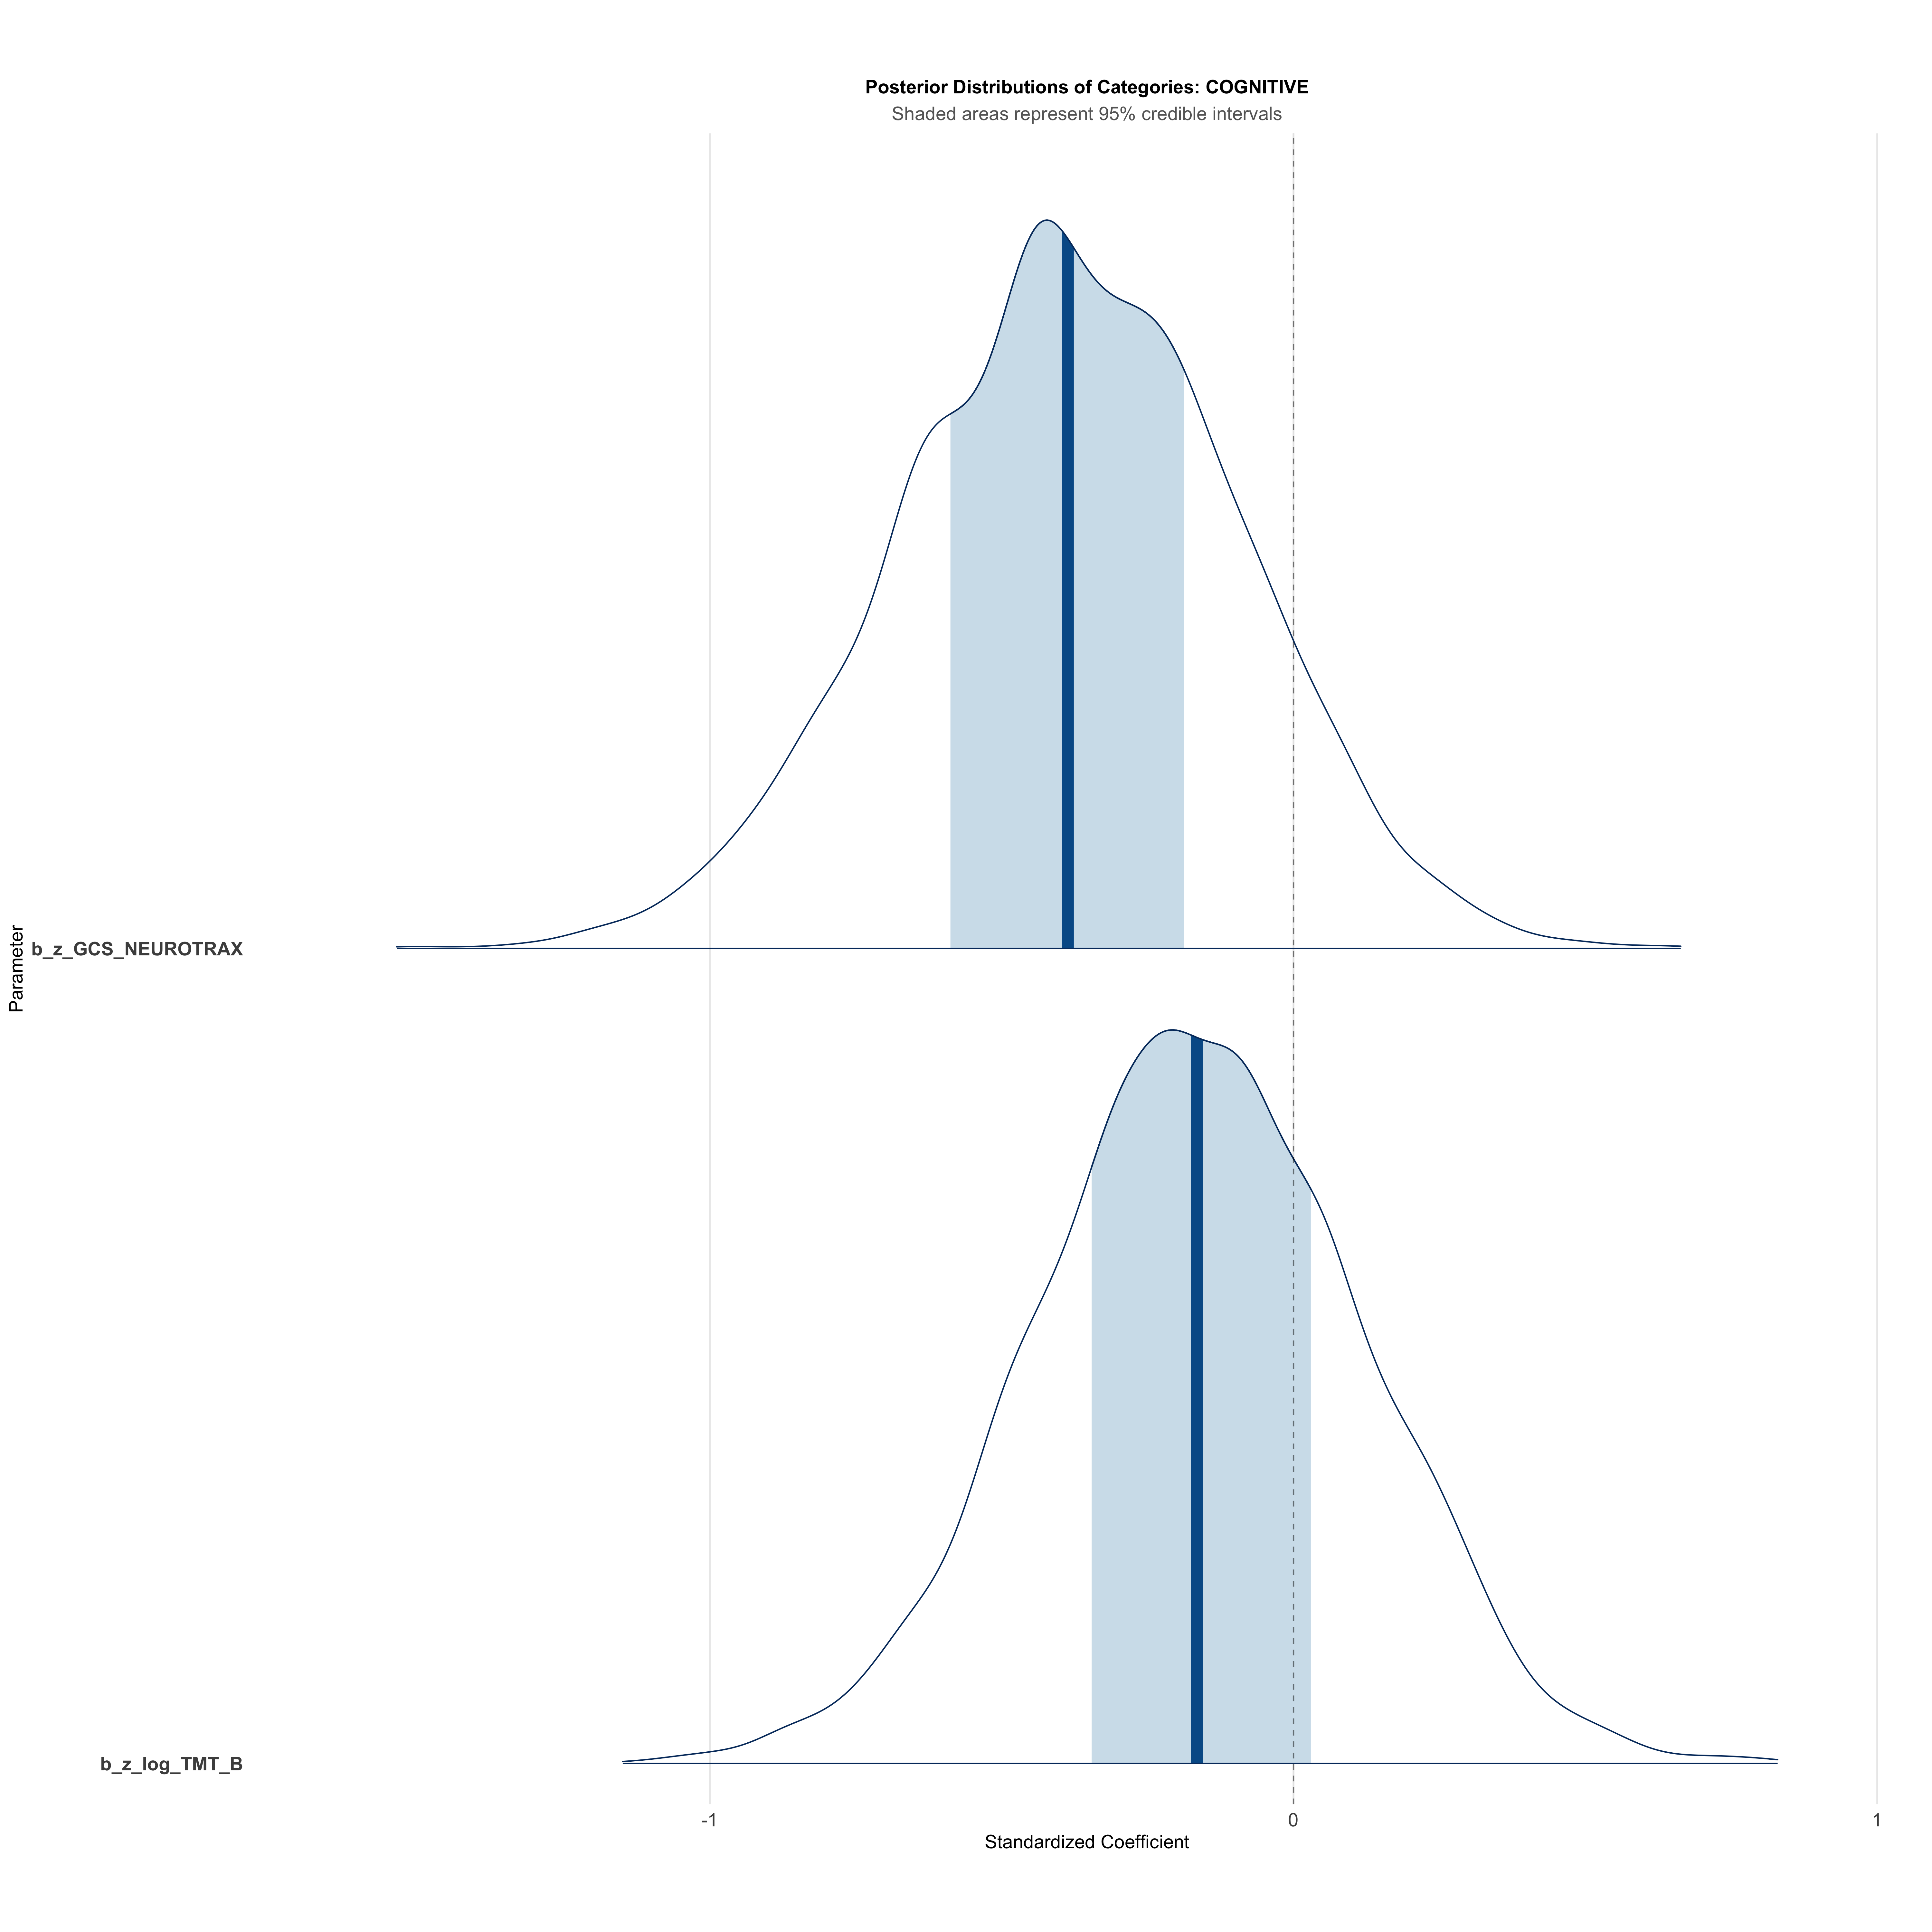 Posterior Distributions of Categories: COGNITIVE
Shaded areas represent 95% credible intervals
Parameter
b_z_GCS_NEUROTRAX
b_z_log_TMT_B
-1 0 1
Standardized Coefficient